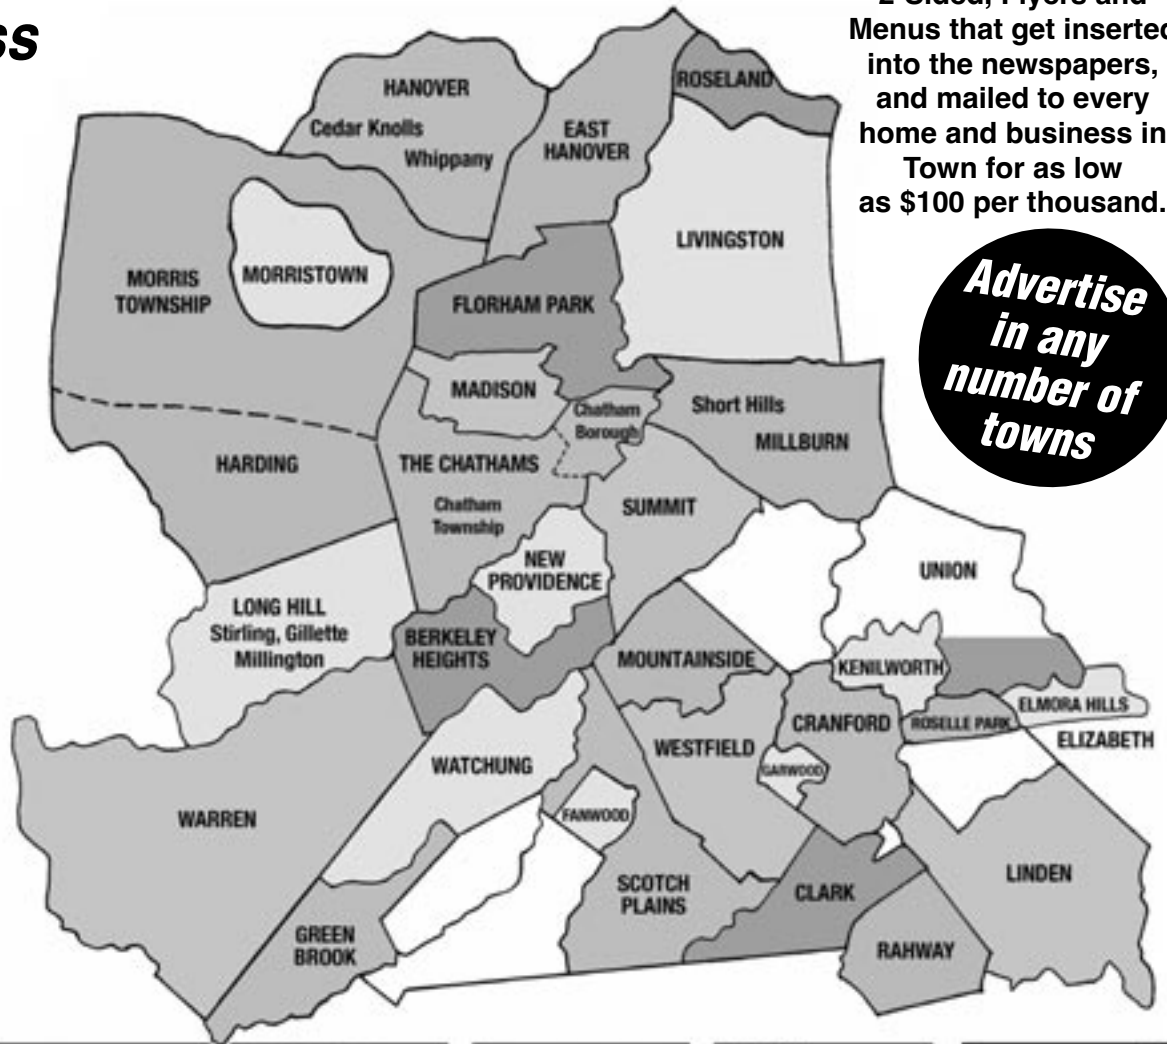 2-Sided, Flyers and
Menus that get inserted
into the newspapers,
and mailed to every
home and business in
Town for as low
as $100 per thousand.
Advertise
in any
number of
towns
HANOVER
Cedar Knolls
Whippany
EAST
HANOVER
ROSELAND
LIVINGSTON
MORRIS
TOWNSHIP
MORRISTOWN
FLORHAM PARK
MADISON
Chatham
Borough
Short Hills
MILLBURN
HARDING
THE CHATHAMS
Chatham
Township
SUMMIT
NEW
PROVIDENCE
UNION
LONG HILL
Stirling, Gillette
Millington
BERKELEY
HEIGHTS
MOUNTAINSIDE
KENILWORTH
ELMORA HILLS
ROSELLE PARK
ELIZABETH
CRANFORD
WESTFIELD
GARWOOD
WATCHUNG
WARREN
FANWOOD
SCOTCH
PLAINS
CLARK
LINDEN
GREEN
BROOK
RAHWAY